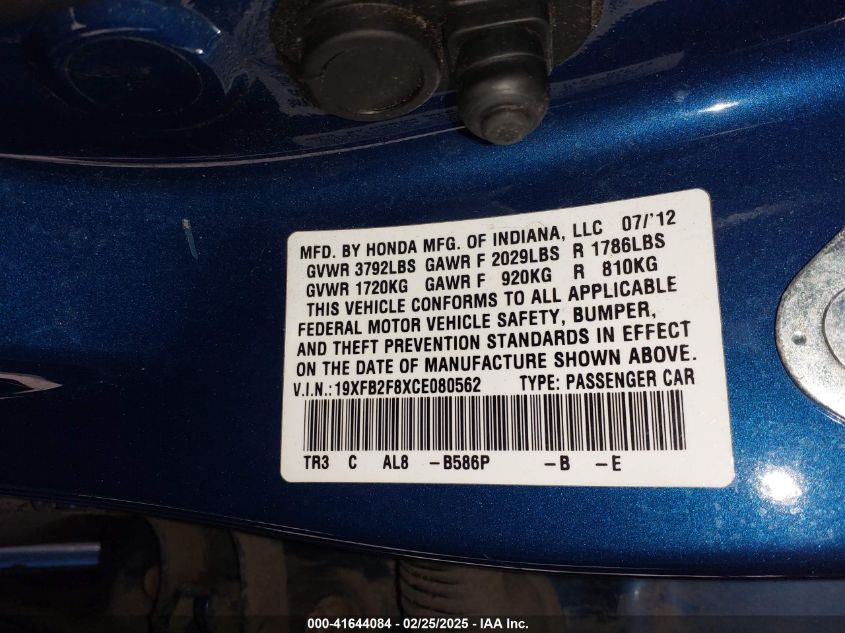 MFD. BY HONDA MFG. OF INDIANA, LLC 07/'12
GVWR 3792LBS GAWR F 2029LBS R 1786LBS
GVWR 1720KG GAWR F 920KG R 810KG
THIS VEHICLE CONFORMS TO ALL APPLICABLE
FEDERAL MOTOR VEHICLE SAFETY, BUMPER,
AND THEFT PREVENTION STANDARDS IN EFFECT
ON THE DATE OF MANUFACTURE SHOWN ABOVE.
V.I.N.:19XFB2F8XCE080562 TYPE: PASSENGER CAR
TR3 C AL8 -B586P -B -E
000-41644084 / 02/25/2025 - IAA Inc.